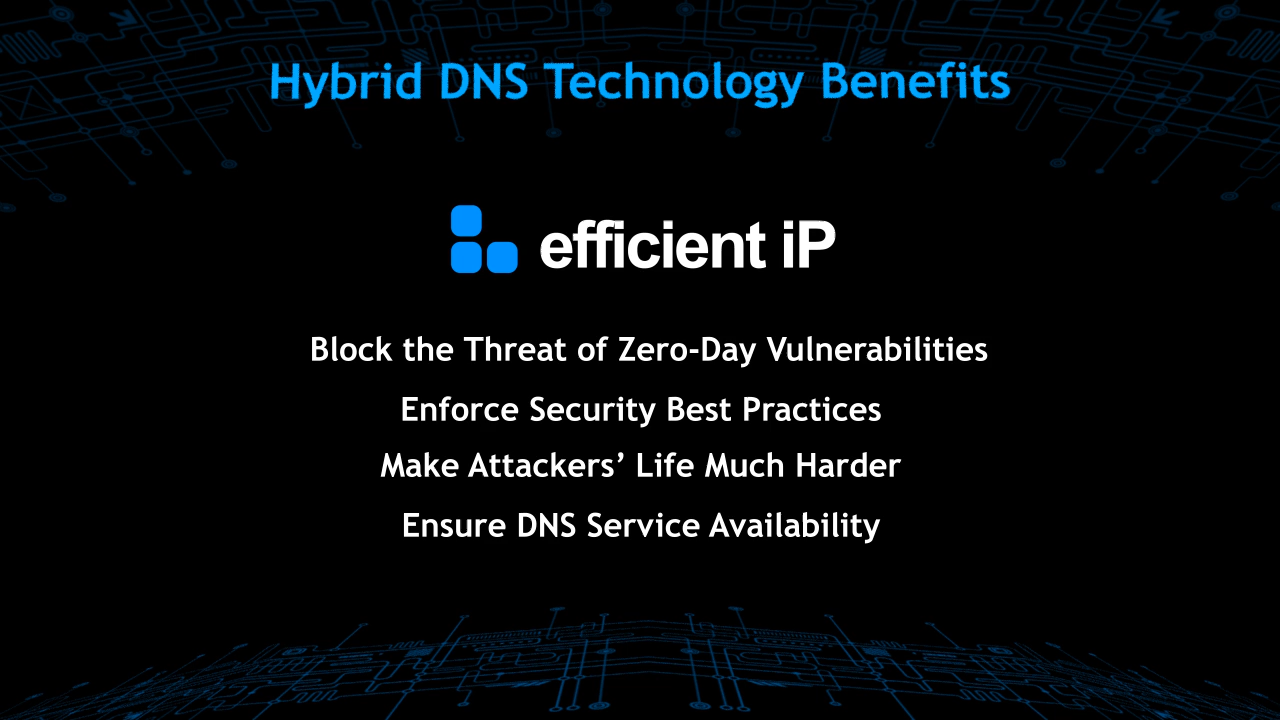 Hybrid DNS Technology Benefits
efficient iP
Block the Threat of Zero-Day Vulnerabilities
Enforce Security Best Practices
Make Attackers’ Life Much Harder
Ensure DNS Service Availability